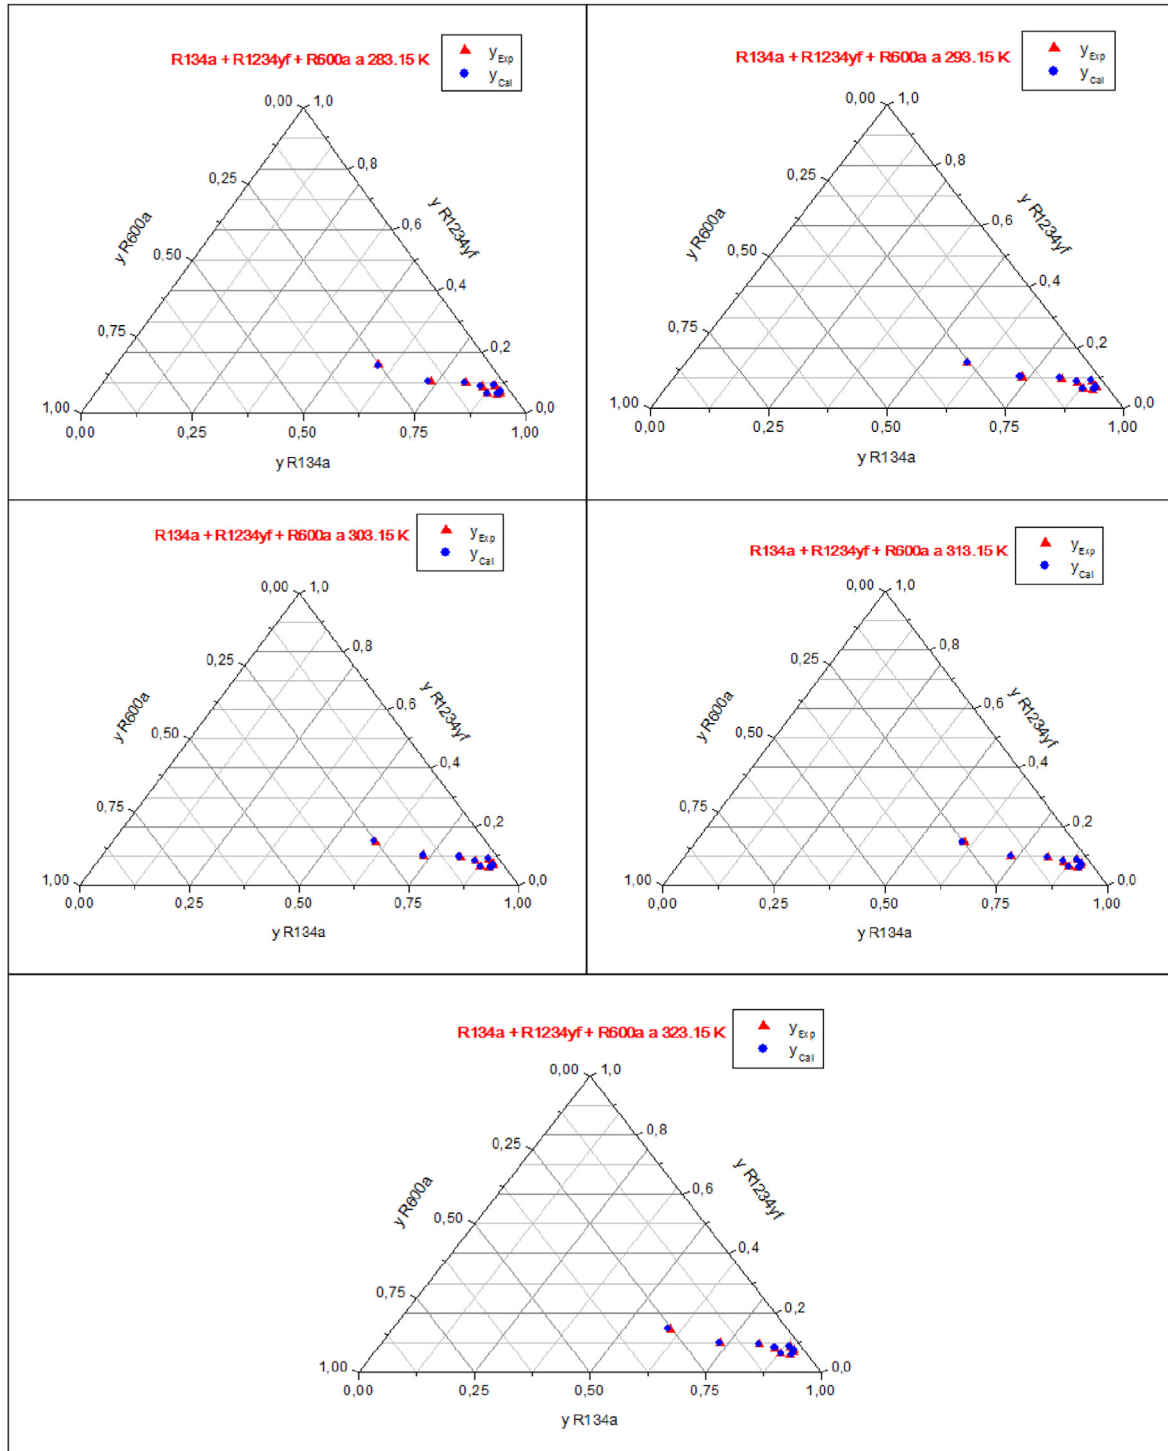 R134a + R1234yf + R600a a 283.15 K
y Exp
y Cal
0,00 1,0
0,25 0,8
y R600a
y R1234yf
0,6
0,50
0,4
0,75
0,2
1,00 0,0
0,00 0,25 0,50 0,75 1,00
y R134a
R134a + R1234yf + R600a a 293.15 K
y Exp
y Cal
0,00 1,0
0,25 0,8
y R600a
y R1234yf
0,6
0,50
0,4
0,75
0,2
1,00 0,0
0,00 0,25 0,50 0,75 1,00
y R134a
R134a + R1234yf + R600a a 303.15 K
y Exp
y Cal
0,00 1,0
0,25 0,8
y R600a
y R1234yf
0,6
0,50
0,4
0,75
0,2
1,00 0,0
0,00 0,25 0,50 0,75 1,00
y R134a
R134a + R1234yf + R600a a 313.15 K
y Exp
y Cal
0,00 1,0
0,25 0,8
y R600a
y R1234yf
0,6
0,50
0,4
0,75
0,2
1,00 0,0
0,00 0,25 0,50 0,75 1,00
y R134a
R134a + R1234yf + R600a a 323.15 K
y Exp
y Cal
0,00 1,0
0,25 0,8
y R600a
y R1234yf
0,6
0,50
0,4
0,75
0,2
1,00 0,0
0,00 0,25 0,50 0,75 1,00
y R134a